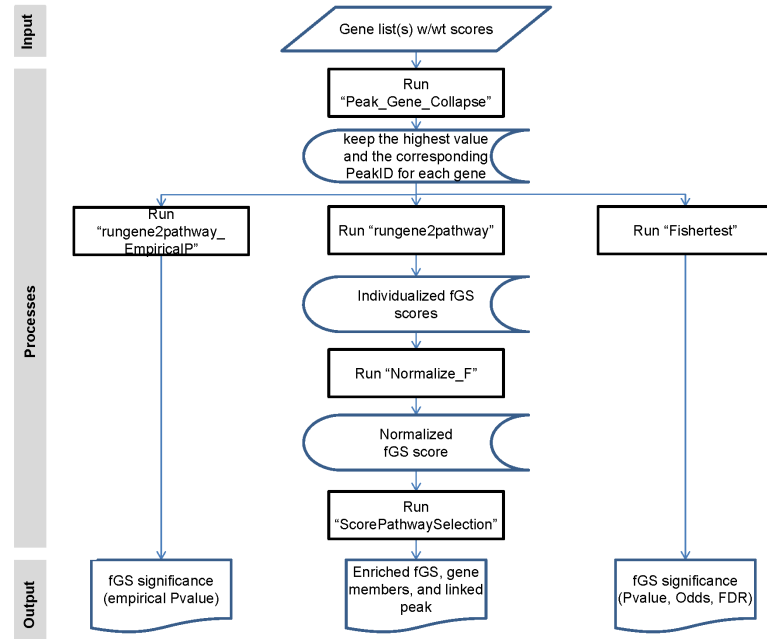 Input
Gene list(s) w/wt scores
Processes
Run
“Peak_Gene_Collapse”
keep the highest value
and the corresponding
PeakID for each gene
Run
“rungene2pathway_
EmpiricalP”
Run “rungene2pathway”
Run “Fishertest”
Individualized fGS
scores
Run “Normalize_F”
Normalized
fGS score
Run
“ScorePathwaySelection”
Output
fGS significance
(empirical Pvalue)
Enriched fGS, gene
members, and linked
peak
fGS significance
(Pvalue, Odds, FDR)